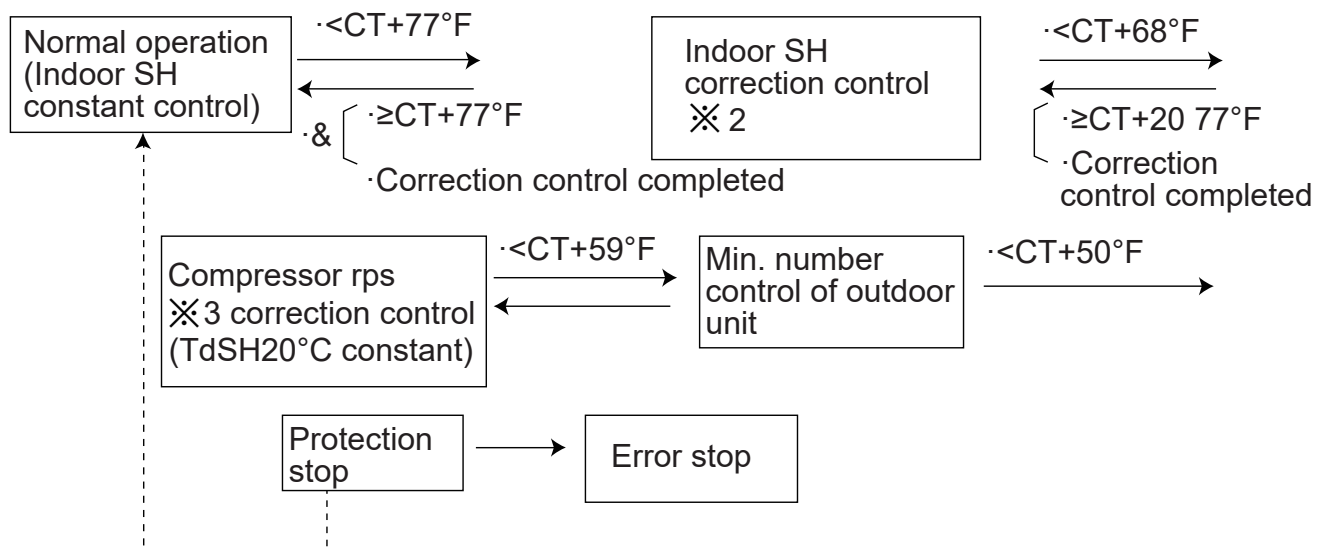 Normal operation
(Indoor SH
constant control)
·<CT+77°F
·&
·≥CT+77°F
·Correction control completed
Indoor SH
correction control
※ 2
·<CT+68°F
·≥CT+20 77°F
·Correction
control completed
Compressor rps
※3 correction control
(TdSH20°C constant)
·<CT+59°F
Min. number
control of outdoor
unit
·<CT+50°F
Protection
stop
Error stop